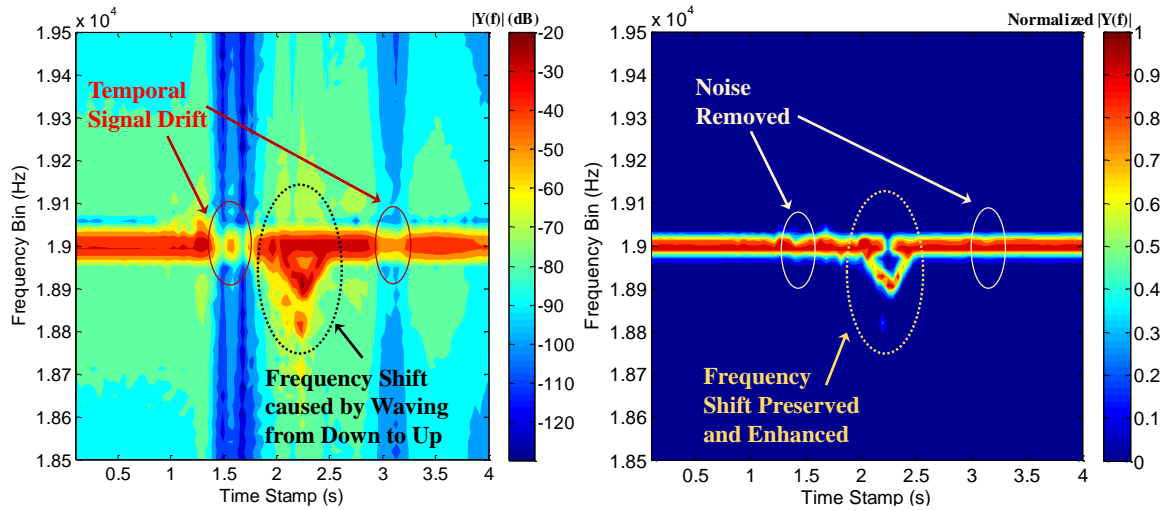 x 10⁴
|Y(f)| (dB)
1.95
1.94
1.93
1.92
1.91
1.9
1.89
1.88
1.87
1.86
1.85
Frequency Bin (Hz)
Temporal
Signal Drift
Frequency Shift
caused by Waving
from Down to Up
0.5 1 1.5 2 2.5 3 3.5 4
Time Stamp (s)
-20
-30
-40
-50
-60
-70
-80
-90
-100
-110
-120
x 10⁴
Normalized |Y(f)|
1.95
1.94
1.93
1.92
1.91
1.9
1.89
1.88
1.87
1.86
1.85
Frequency Bin (Hz)
Noise
Removed
Frequency
Shift Preserved
and Enhanced
0.5 1 1.5 2 2.5 3 3.5 4
Time Stamp (s)
1
0.9
0.8
0.7
0.6
0.5
0.4
0.3
0.2
0.1
0